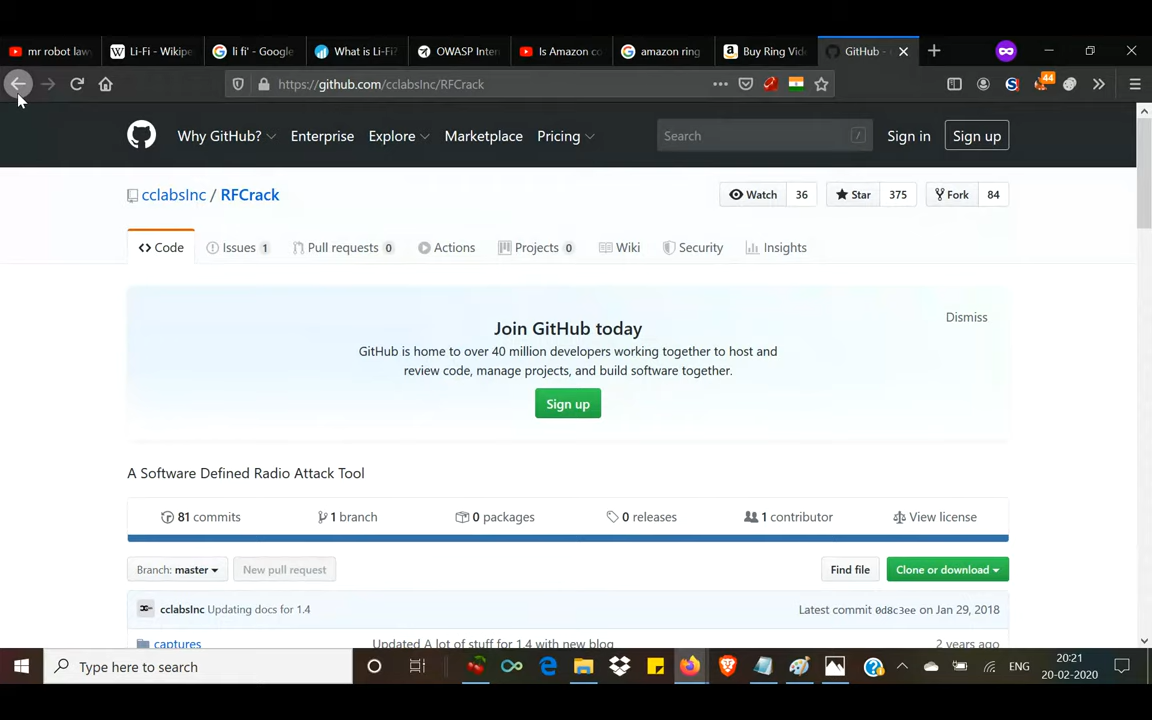 mr robot law
Li-Fi - Wikipe
li fi' - Google
What is Li-Fi?
OWASP Inter
Is Amazon co
amazon ring
Buy Ring Vid
GitHub - c
https://github.com/cclabsInc/RFCrack
44
Why GitHub?
Enterprise
Explore
Marketplace
Pricing
Search
/
Sign in
Sign up
cclabsInc / RFCrack
Watch 36
Star 375
Fork 84
Code
Issues 1
Pull requests 0
Actions
Projects 0
Wiki
Security
Insights
Join GitHub today
Dismiss
GitHub is home to over 40 million developers working together to host and
review code, manage projects, and build software together.
Sign up
A Software Defined Radio Attack Tool
81 commits
1 branch
0 packages
0 releases
1 contributor
View license
Branch: master
New pull request
Find file
Clone or download
cclabsInc Updating docs for 1.4
Latest commit 0d8c3ee on Jan 29, 2018
captures
Updated A lot of stuff for 1.4 with new blog
2 years ago
Type here to search
ENG
20:21
20-02-2020